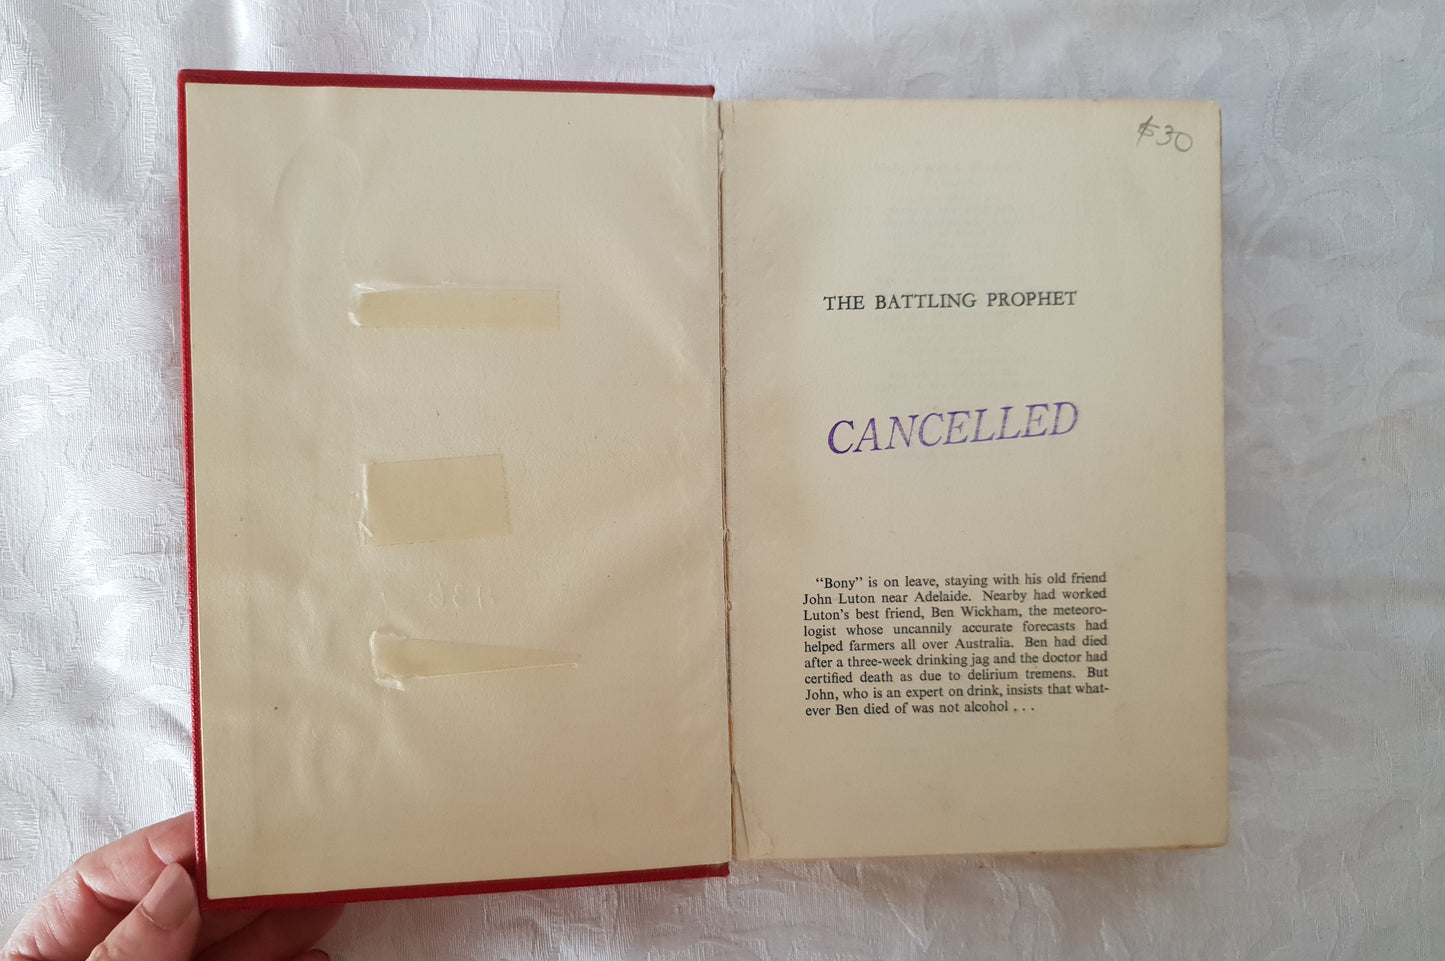 $30
THE BATTLING PROPHET
CANCELLED
“Bony” is on leave, staying with his old friend
John Luton near Adelaide. Nearby had worked
Luton’s best friend, Ben Wickham, the meteoro-
logist whose uncannily accurate forecasts had
helped farmers all over Australia. Ben had died
after a three-week drinking jag and the doctor had
certified death as due to delirium tremens. But
John, who is an expert on drink, insists that what-
ever Ben died of was not alcohol . . .